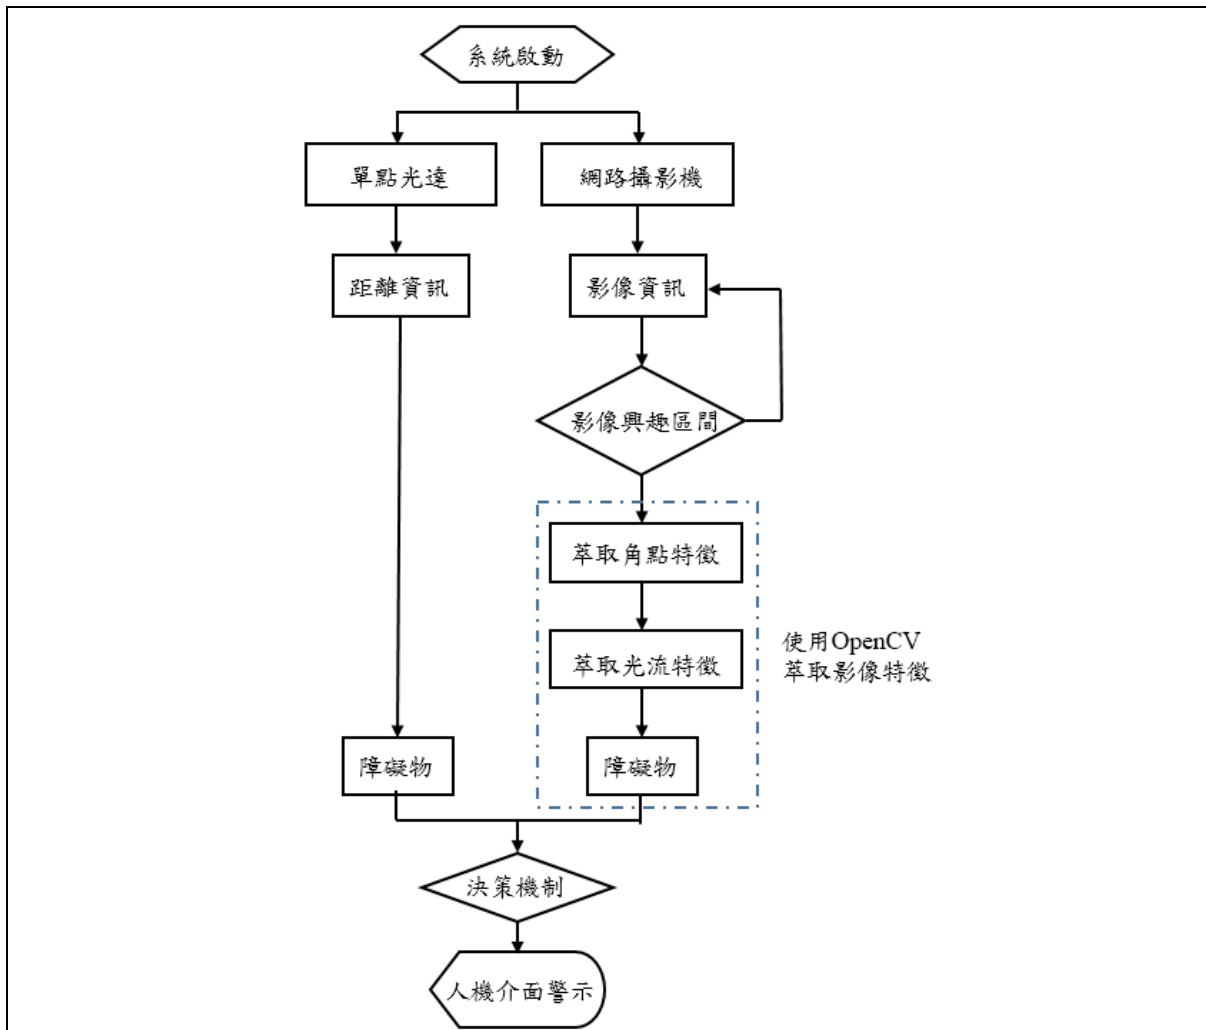 系統啟動
單點光達
網路攝影機
距離資訊
影像資訊
影像興趣區間
萃取角點特徵
萃取光流特徵
使用OpenCV
萃取影像特徵
障礙物
障礙物
決策機制
人機介面警示